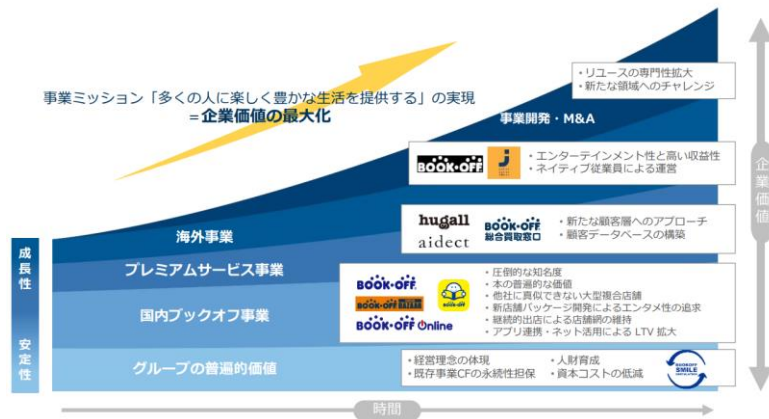 ・リユースの専門性拡大
・新たな領域へのチャレンジ
事業ミッション「多くの人に楽しく豊かな生活を提供する」の実現
＝企業価値の最大化
事業開発・M&A
BOOK・OFF
J
・エンターテインメント性と高い収益性
・ネイティブ従業員による運営
企業価値
海外事業
hugall
aidect
BOOK・OFF
総合買取窓口
・新たな顧客層へのアプローチ
・顧客データベースの構築
成長性
プレミアムサービス事業
国内ブックオフ事業
BOOK・OFF
BOOK・OFF
BOOK・OFF Online
・圧倒的な知名度
・本の普遍的な価値
・他社に真似できない大型複合店舗
・新店舗パッケージ開発によるエンタメ性の追求
・継続的出店による店舗網の維持
・アプリ連携・ネット活用による LTV 拡大
安定性
グループの普遍的価値
・経営理念の体現
・人財育成
・既存事業CFの永続性担保
・資本コストの低減
SMILE
時間